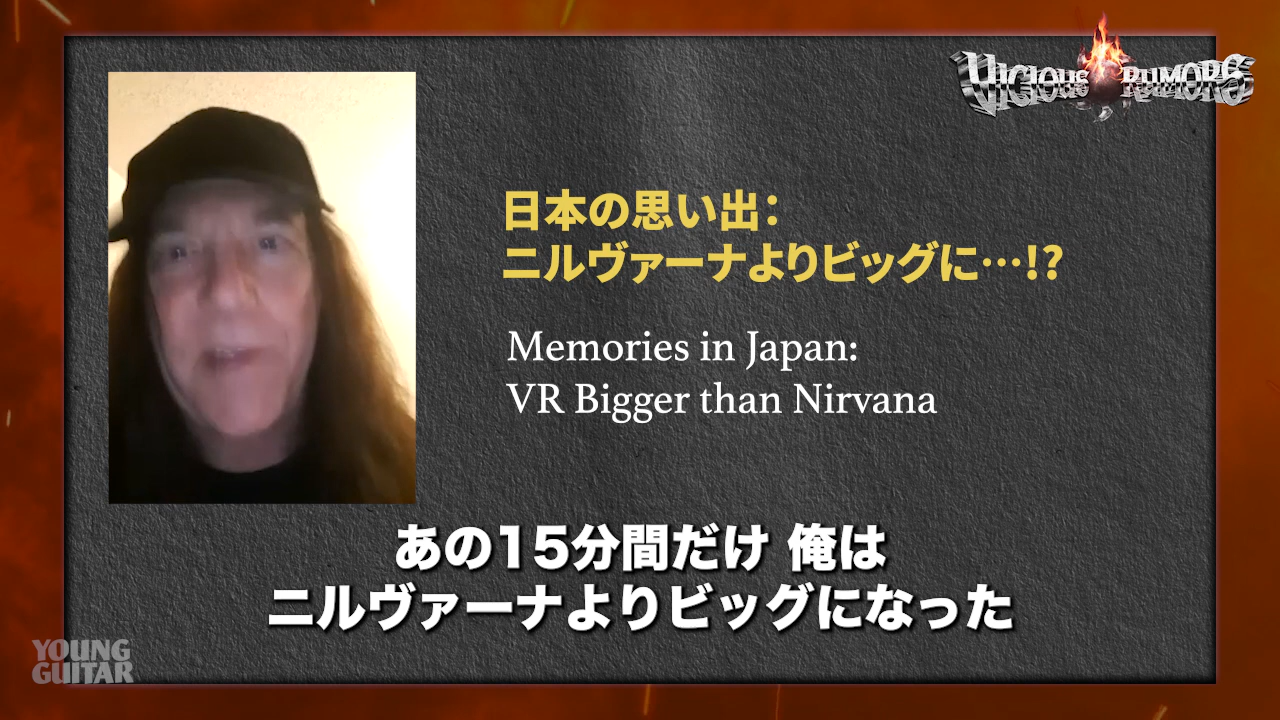 VICIOUS RUMORS
日本の思い出:
ニルヴァーナよりビッグに…!?
Memories in Japan:
VR Bigger than Nirvana
あの15分間だけ 俺は
ニルヴァーナよりビッグになった
YOUNG
GUITAR